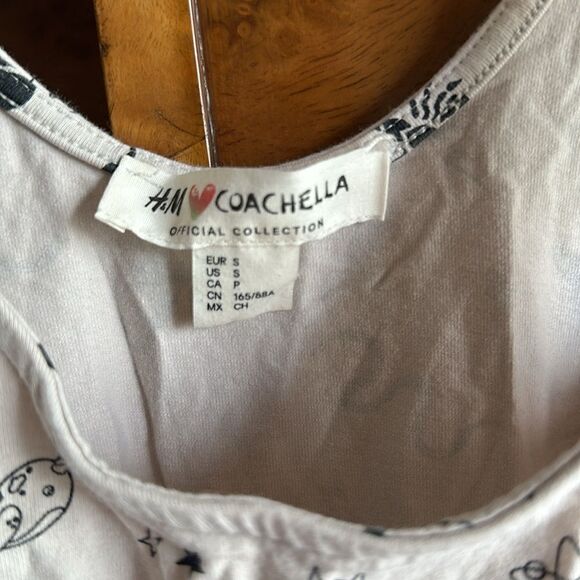 H&M COACHELLA
OFFICIAL COLLECTION
EUR S
US S
CA P
CN 165/88A
MX CH